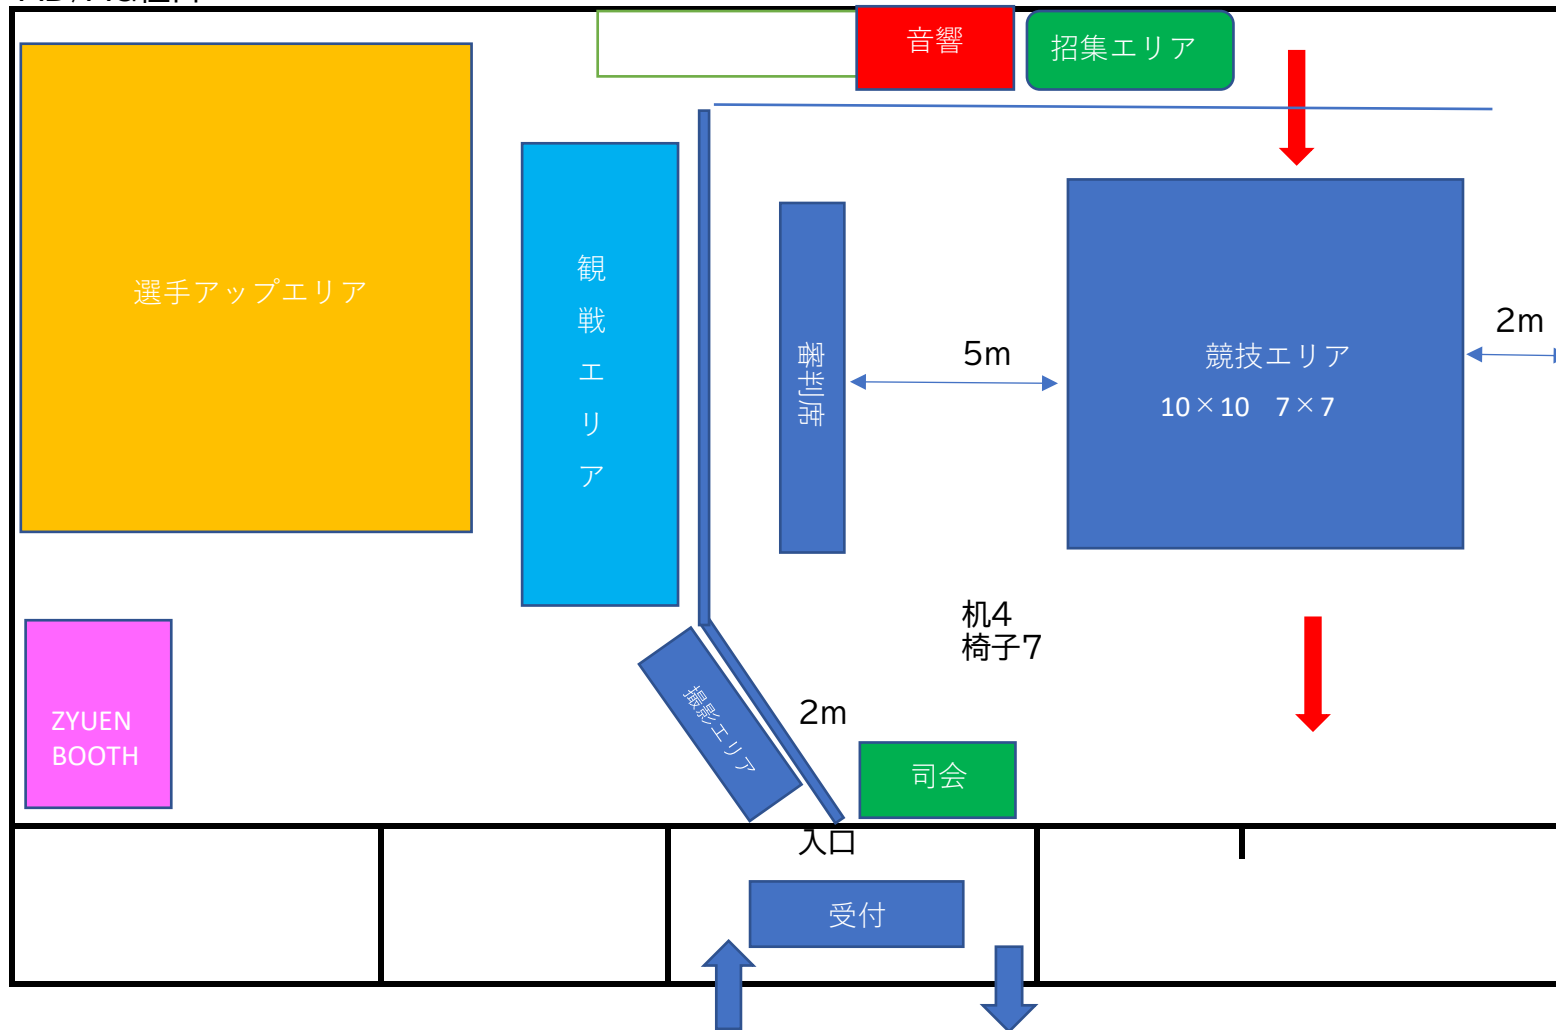 音響
招集エリア
選手アップエリア
観戦エリア
審判席
5m
競技エリア
10×10　7×7
2m
机4
椅子7
ZYUEN
BOOTH
撮影エリア
2m
司会
入口
受付